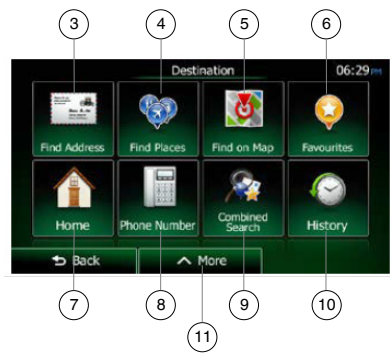 3 4 5 6
Destination 06:29 PM
Find Address Find Places Find on Map Favourites
Home Phone Number Combined Search History
Back More
7 8 9 10
11